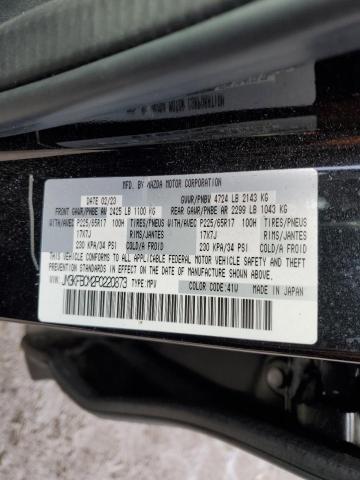 MFD. BY MAZDA MOTOR CORPORATION
DATE 02/23 GVWR/PNBV 4724 LB 2143 KG
FRONT GAWR/PNBE AV 2425 LB 1100 KG REAR GAWR/PNBE AR 2299 LB 1043 KG
WITH/AVEC P225/65R17 100H TIRES/PNEUS WITH/AVEC P225/65R17 100H TIRES/PNEUS
17X7J RIMS/JANTES 17X7J RIMS/JANTES
230 KPA/34 PSI COLD/A FROID 230 KPA/34 PSI COLD/A FROID
THIS VEHICLE CONFORMS TO ALL APPLICABLE FEDERAL MOTOR VEHICLE SAFETY, BUMPER, AND THEFT
PREVENTION STANDARDS IN EFFECT ON THE DATE OF MANUFACTURE SHOWN ABOVE.
VIN: JM3KFBCM2P0220873 TYPE:MPV COLOR CODE:41W MADE IN JAPAN